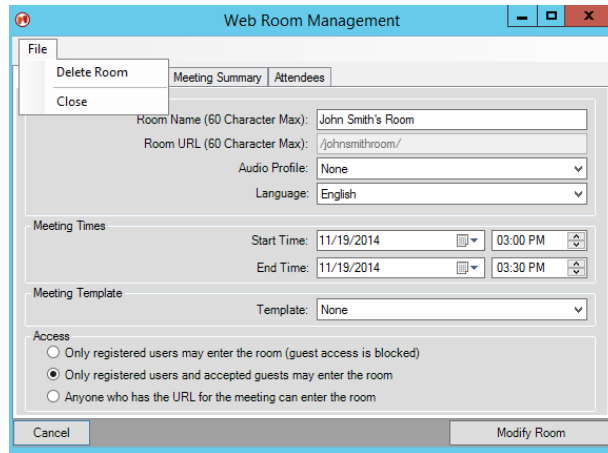 Web Room Management
File
Delete Room
Close
Meeting Summary Attendees
Room Name (60 Character Max): John Smith's Room
Room URL (60 Character Max): /johnsmithroom/
Audio Profile: None
Language: English
Meeting Times
Start Time: 11/19/2014 03:00 PM
End Time: 11/19/2014 03:30 PM
Meeting Template
Template: None
Access
Only registered users may enter the room (guest access is blocked)
Only registered users and accepted guests may enter the room
Anyone who has the URL for the meeting can enter the room
Cancel Modify Room